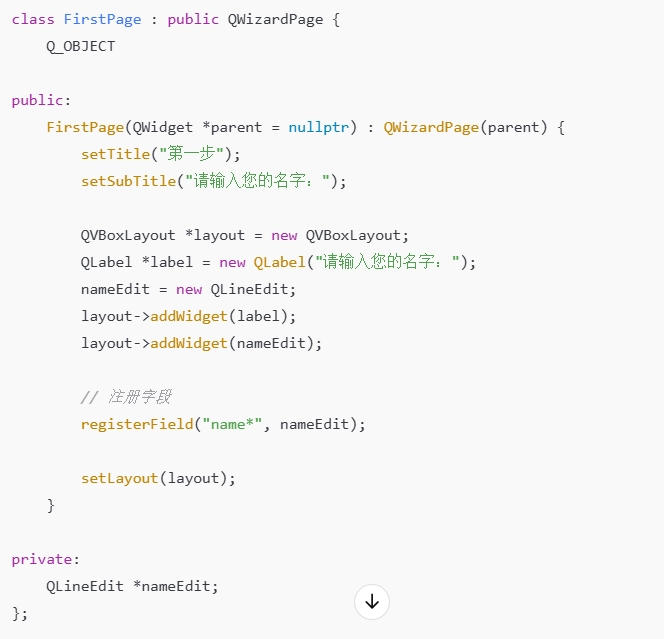 class FirstPage : public QWizardPage {
    Q_OBJECT

public:
    FirstPage(QWidget *parent = nullptr) : QWizardPage(parent) {
        setTitle("第一步");
        setSubTitle("请输入您的名字：");

        QVBoxLayout *layout = new QVBoxLayout;
        QLabel *label = new QLabel("请输入您的名字：");
        nameEdit = new QLineEdit;
        layout->addWidget(label);
        layout->addWidget(nameEdit);

        // 注册字段
        registerField("name*", nameEdit);

        setLayout(layout);
    }

private:
    QLineEdit *nameEdit;
};